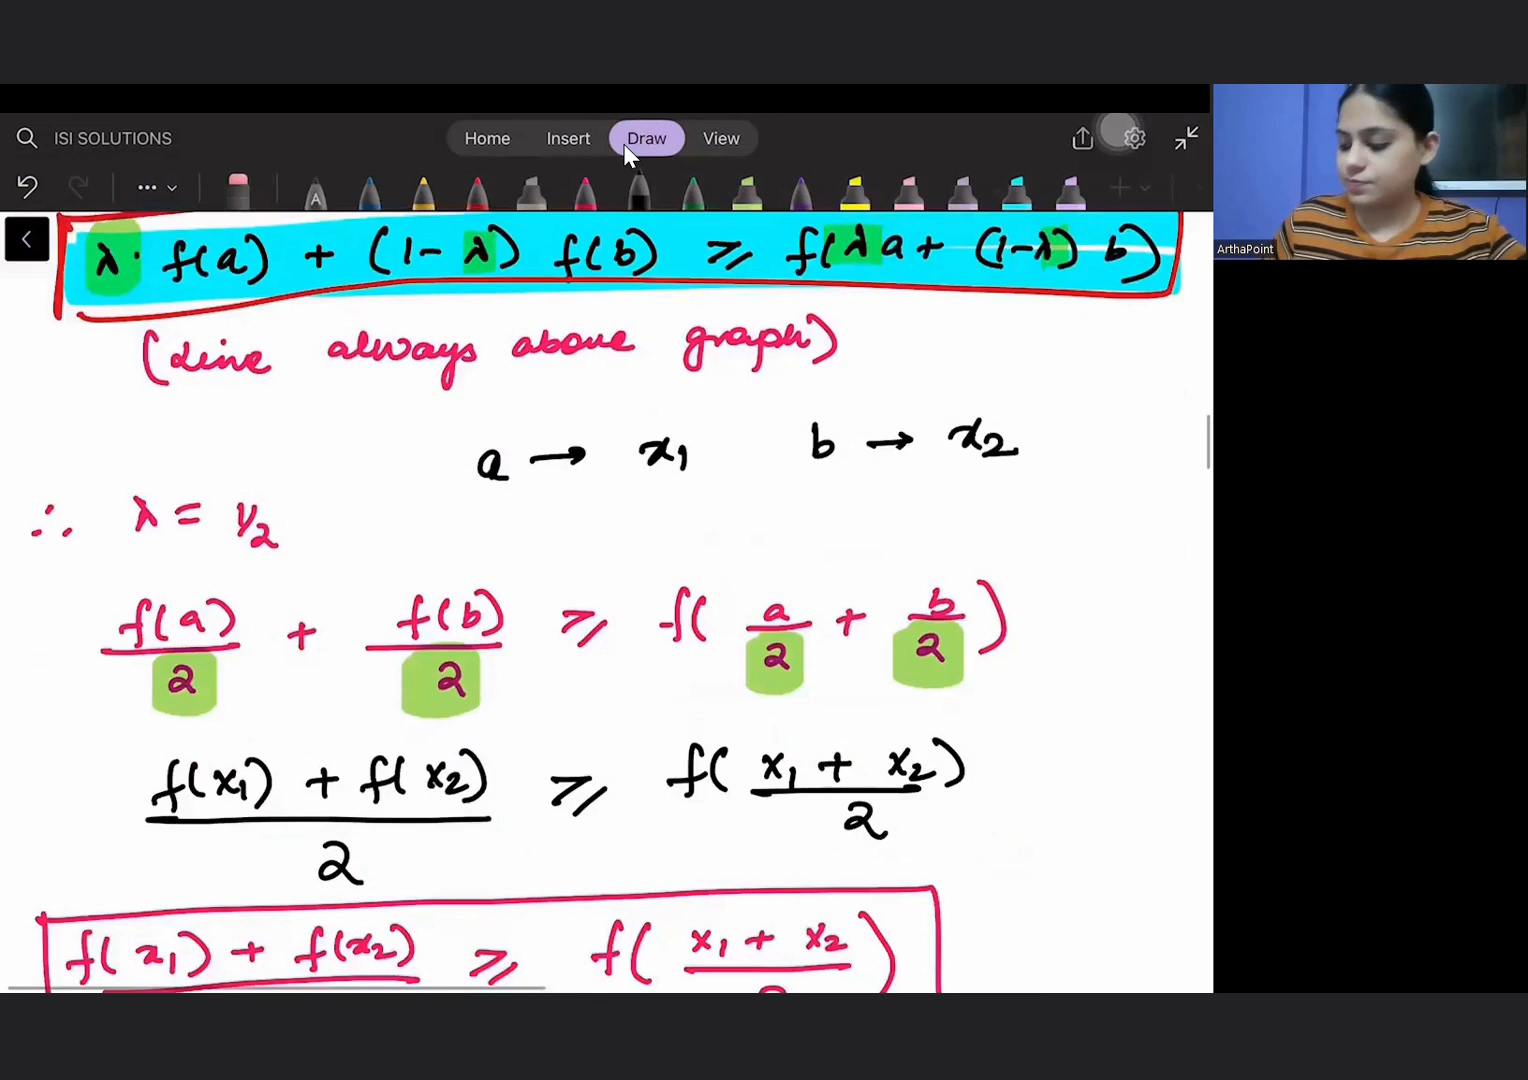 ISI SOLUTIONS
Home Insert Draw View
A
λ· f(a) + (1- λ) f(b) ⩾ f(λa + (1-λ) b)
(Line always above graph)
a → x1 b → x2
∴ λ = 1/2
f(a)/2 + f(b)/2 ⩾ f( a/2 + b/2 )
f(x1) + f(x2) / 2 ⩾ f( x1 + x2 / 2 )
f(x1) + f(x2) ⩾ f( x1 + x2 )
ArthaPoint